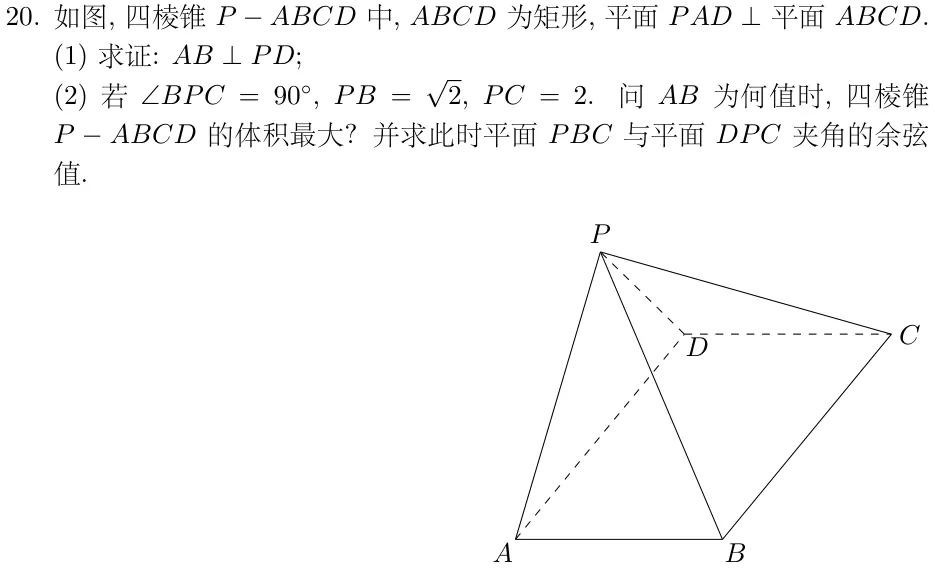 20. 如图, 四棱锥 P − ABCD 中, ABCD 为矩形, 平面 PAD ⊥ 平面 ABCD.
(1) 求证: AB ⊥ PD;
(2) 若 ∠BPC = 90°, PB = √2, PC = 2. 问 AB 为何值时, 四棱锥
P − ABCD 的体积最大? 并求此时平面 PBC 与平面 DPC 夹角的余弦
值.
P
D
C
A
B